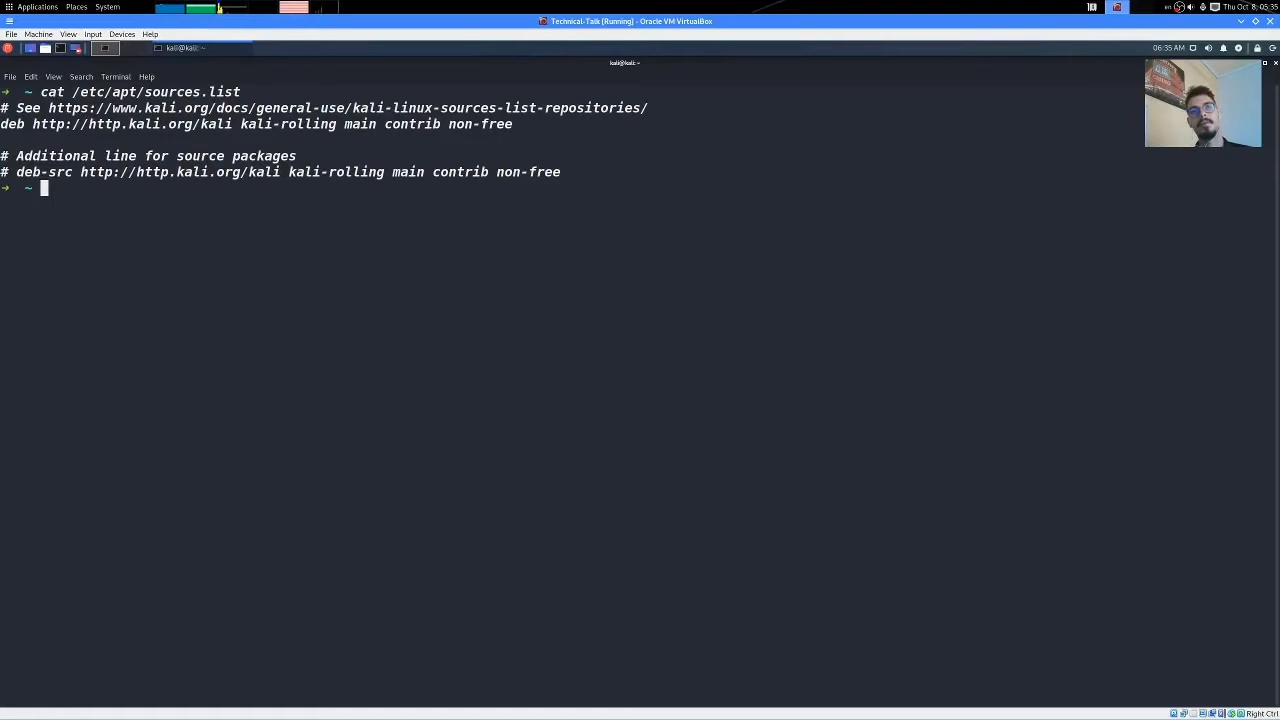 Applications Places System
en Thu Oct 8, 05:35
Technical-Talk [Running] - Oracle VM VirtualBox
File Machine View Input Devices Help
kali@kali: ~
06:35 AM
kali@kali: ~
File Edit View Search Terminal Help
➜ ~ cat /etc/apt/sources.list
# See https://www.kali.org/docs/general-use/kali-linux-sources-list-repositories/
deb http://http.kali.org/kali kali-rolling main contrib non-free
# Additional line for source packages
# deb-src http://http.kali.org/kali kali-rolling main contrib non-free
➜ ~
Right Ctrl